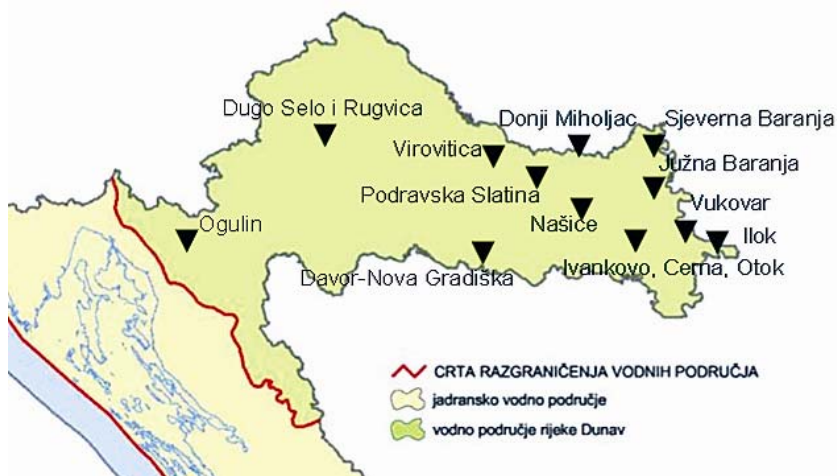 Dugo Selo i Rugvica
Donji Miholjac
Sjeverna Baranja
Virovitica
Južna Baranja
Podravska Slatina
Vukovar
Ogulin
Našice
Ilok
Davor-Nova Gradiška
Ivankovo, Cerna, Otok
CRTA RAZGRANIČENJA VODNIH PODRUČJA
jadransko vodno područje
vodno područje rijeke Dunav